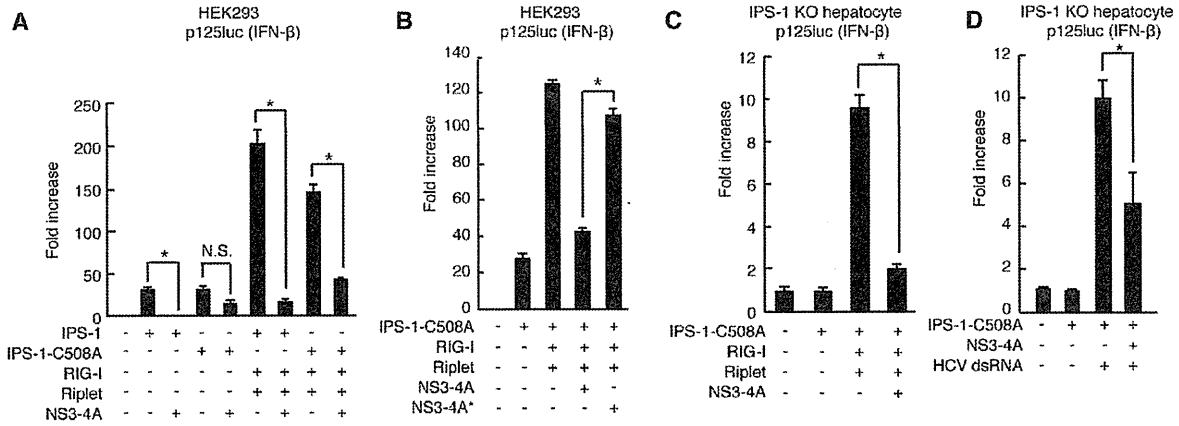 A
HEK293
p125luc (IFN-β)
Fold increase
250
200
150
100
50
0
*
N.S.
*
*
IPS-1 - + + - - + + - -
IPS-1-C508A - - - + + - - + +
RIG-I - - - - - + + + +
Riplet - - - - - + + + +
NS3-4A - - + - + - + - +
B
HEK293
p125luc (IFN-β)
Fold increase
140
120
100
80
60
40
20
0
*
IPS-1-C508A - + + + +
RIG-I - - + + +
Riplet - - + + +
NS3-4A - - - + -
NS3-4A* - - - - +
C
IPS-1 KO hepatocyte
p125luc (IFN-β)
Fold increase
12
10
8
6
4
2
0
*
IPS-1-C508A - + + +
RIG-I - - + +
Riplet - - + +
NS3-4A - - - +
D
IPS-1 KO hepatocyte
p125luc (IFN-β)
Fold increase
12
10
8
6
4
2
0
*
IPS-1-C508A - + + +
NS3-4A - - - +
HCV dsRNA - - + +